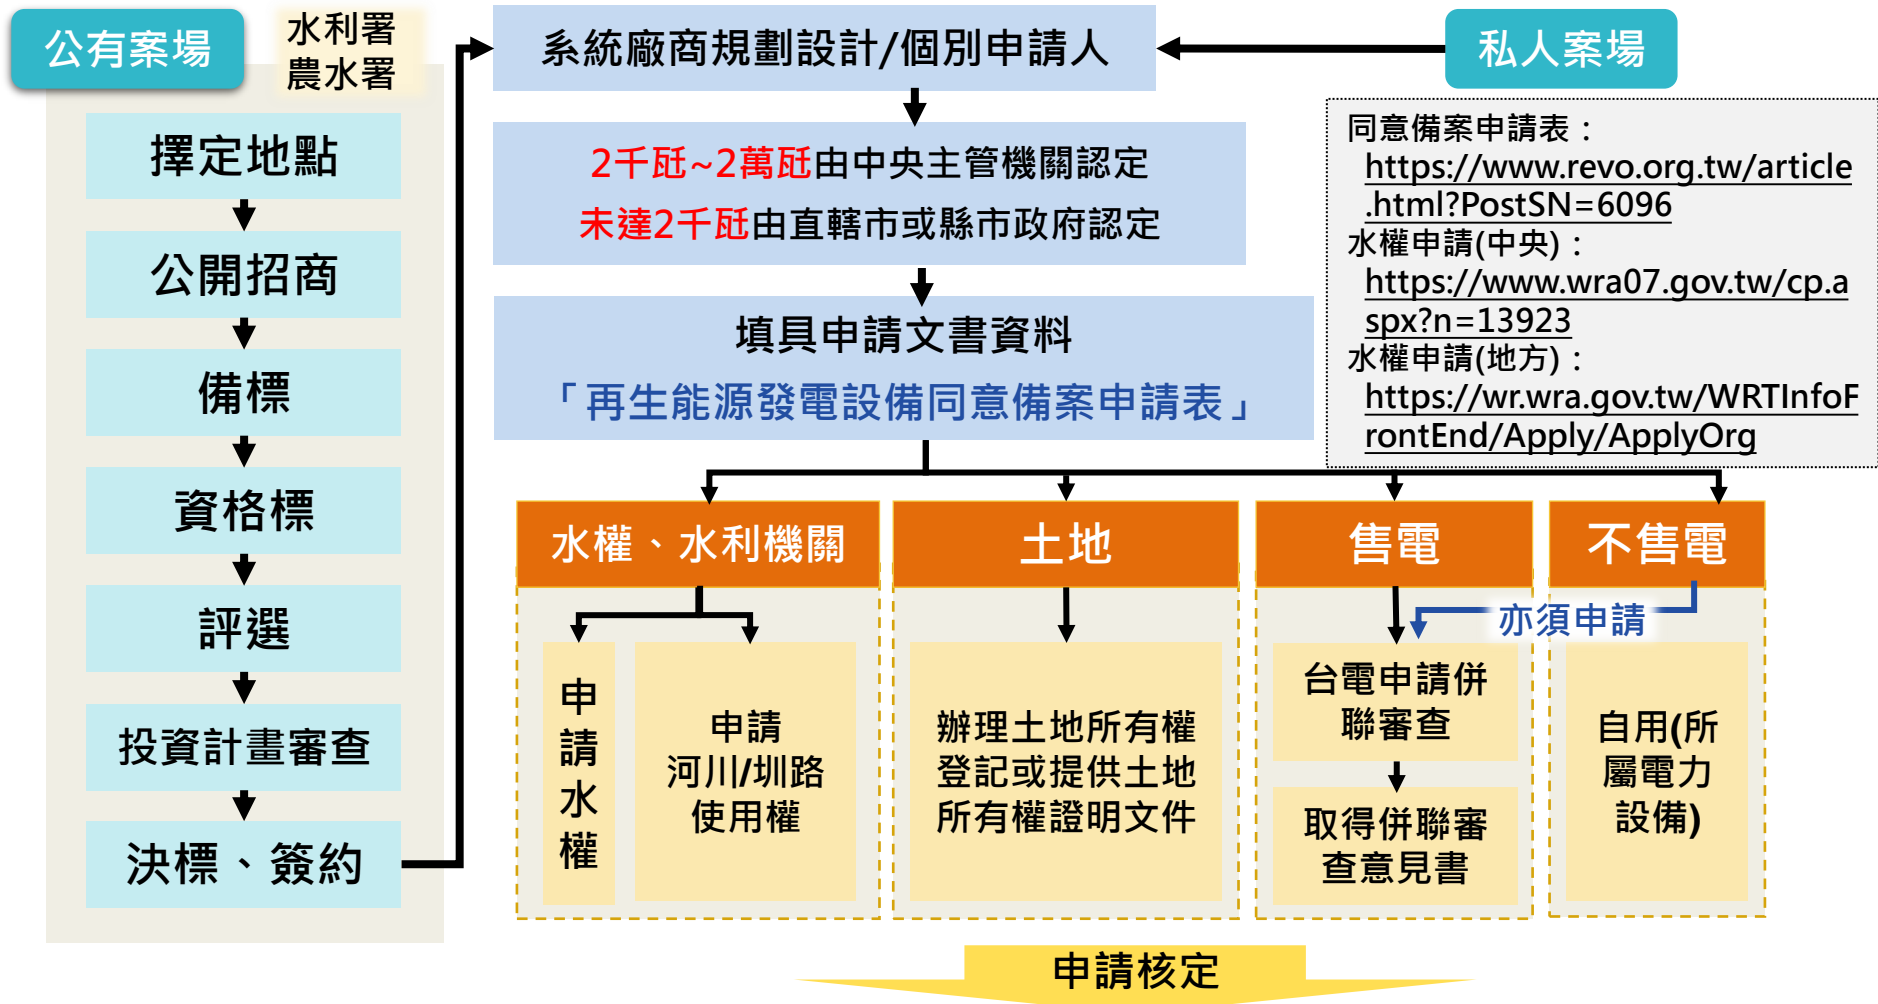 公有案場
水利署
農水署
擇定地點
公開招商
備標
資格標
評選
投資計畫審查
決標、簽約
系統廠商規劃設計/個別申請人
私人案場
2千瓩~2萬瓩由中央主管機關認定
未達2千瓩由直轄市或縣市政府認定
填具申請文書資料
「再生能源發電設備同意備案申請表」
同意備案申請表：
https://www.revo.org.tw/article
.html?PostSN=6096
水權申請(中央)：
https://www.wra07.gov.tw/cp.a
spx?n=13923
水權申請(地方)：
https://wr.wra.gov.tw/WRTInfoF
rontEnd/Apply/ApplyOrg
水權、水利機關
申
請
水
權
申請
河川/圳路
使用權
土地
辦理土地所有權
登記或提供土地
所有權證明文件
售電
台電申請併
聯審查
取得併聯審
查意見書
不售電
亦須申請
自用(所
屬電力
設備)
申請核定